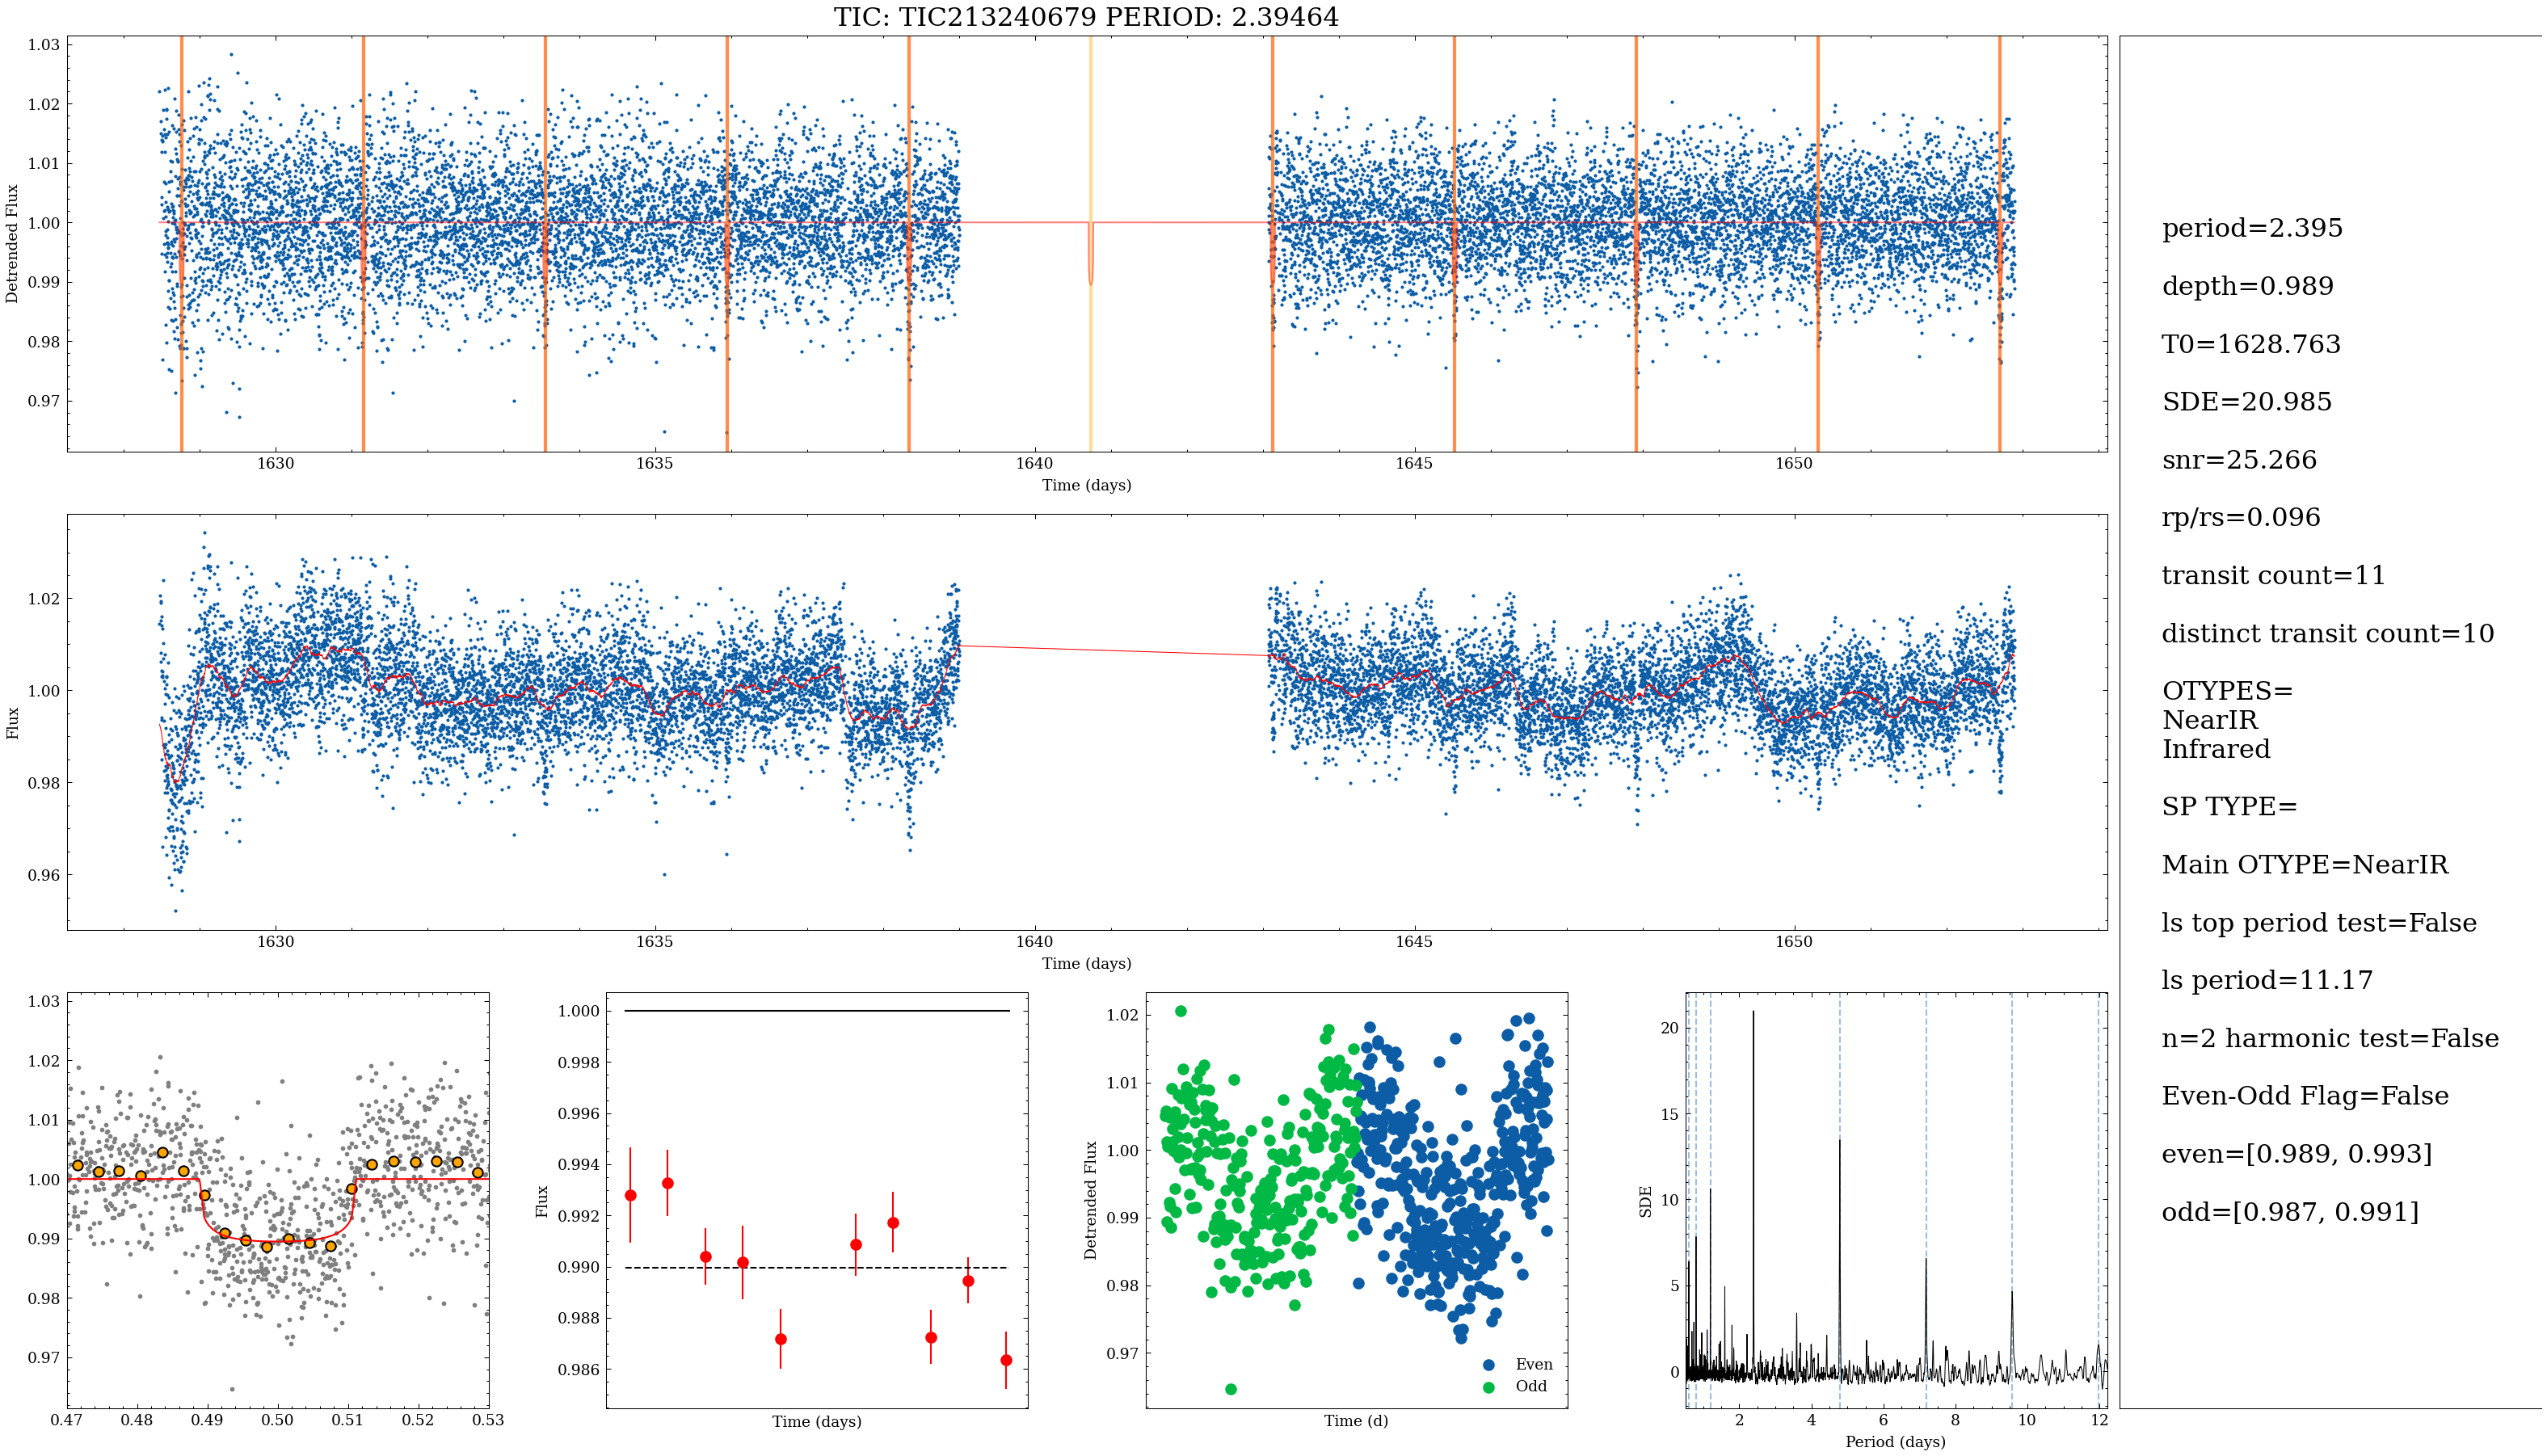 TIC: TIC213240679 PERIOD: 2.39464
1.03
1.02
1.01
1.00
0.99
0.98
0.97
Detrended Flux
1630
1635
1640
1645
1650
Time (days)
1.02
1.00
0.98
0.96
Flux
1630
1635
1640
1645
1650
Time (days)
1.03
1.02
1.01
1.00
0.99
0.98
0.97
0.47
0.48
0.49
0.50
0.51
0.52
0.53
1.000
0.998
0.996
0.994
0.992
0.990
0.988
0.986
Flux
Time (days)
1.02
1.01
1.00
0.99
0.98
0.97
Detrended Flux
Even
Odd
Time (d)
20
15
10
5
0
SDE
2
4
6
8
10
12
Period (days)
period=2.395
depth=0.989
T0=1628.763
SDE=20.985
snr=25.266
rp/rs=0.096
transit count=11
distinct transit count=10
OTYPES=
NearIR
Infrared
SP TYPE=
Main OTYPE=NearIR
ls top period test=False
ls period=11.17
n=2 harmonic test=False
Even-Odd Flag=False
even=[0.989, 0.993]
odd=[0.987, 0.991]